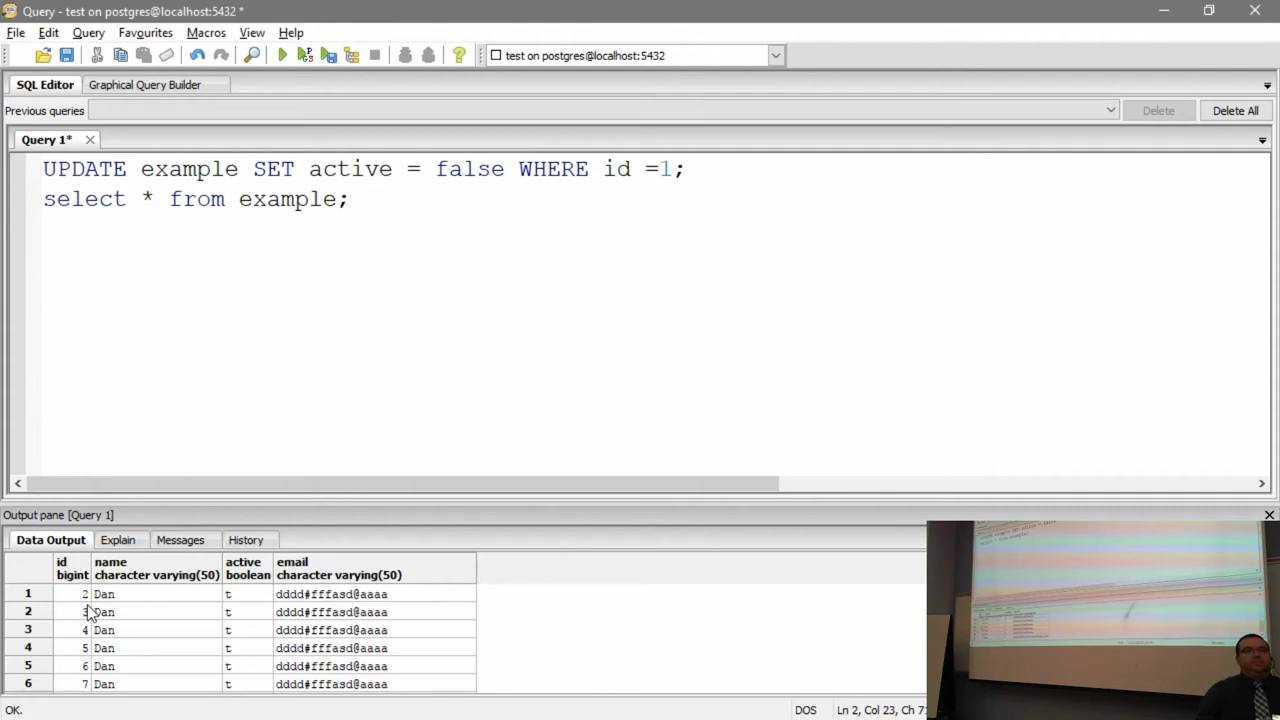 Query - test on postgres@localhost:5432 *
File Edit Query Favourites Macros View Help
test on postgres@localhost:5432
SQL Editor Graphical Query Builder
Previous queries Delete Delete All
Query 1*
UPDATE example SET active = false WHERE id =1;
select * from example;
Output pane [Query 1]
Data Output Explain Messages History
id name active email
bigint character varying(50) boolean character varying(50)
1 2 Dan t dddd#fffasd@aaaa
2 3 Dan t dddd#fffasd@aaaa
3 4 Dan t dddd#fffasd@aaaa
4 5 Dan t dddd#fffasd@aaaa
5 6 Dan t dddd#fffasd@aaaa
6 7 Dan t dddd#fffasd@aaaa
OK. DOS Ln 2, Col 23, Ch 7